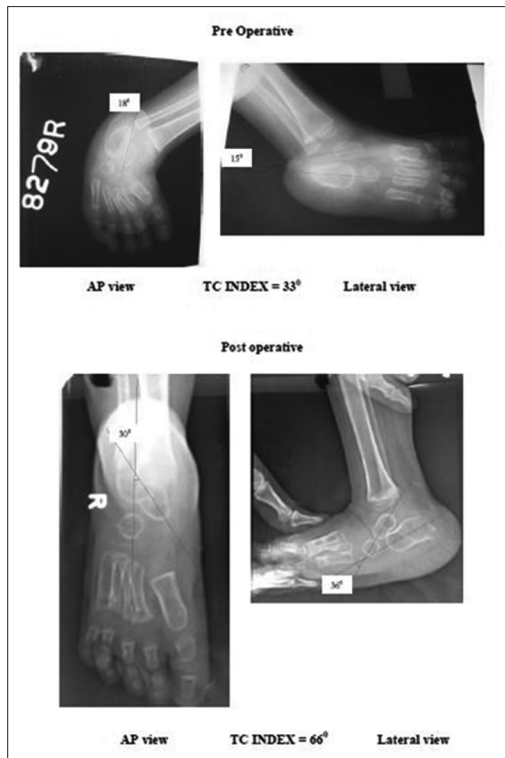 Pre Operative
18⁰
8279R
15⁰
AP view TC INDEX = 33⁰ Lateral view
Post operative
30⁰
R
36⁰
AP view TC INDEX = 66⁰ Lateral view